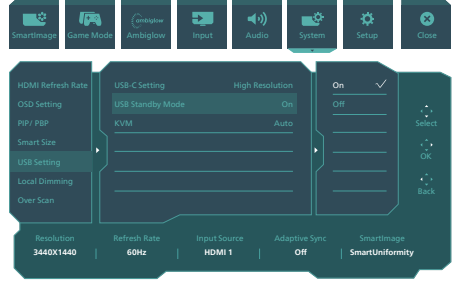 ambiglow
SmartImage Game Mode Ambiglow Input Audio System Setup Close
HDMI Refresh Rate
OSD Setting
PIP/ PBP
Smart Size
USB Setting
Local Dimming
Over Scan
USB-C Setting High Resolution
USB Standby Mode On
KVM Auto
On
Off
Select
OK
Back
Resolution Refresh Rate Input Source Adaptive Sync SmartImage
3440X1440 | 60Hz | HDMI 1 | Off | SmartUniformity